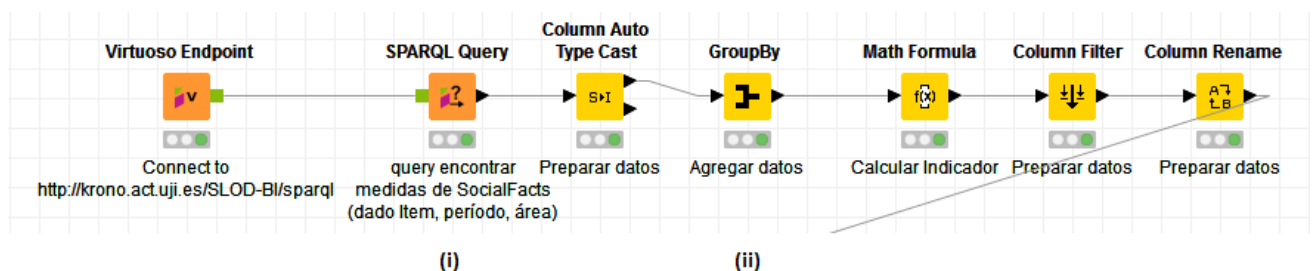 Virtuoso Endpoint
SPARQL Query
Column Auto
Type Cast
GroupBy
Math Formula
Column Filter
Column Rename
V
?
S▸I
f(x)
A
B
Connect to
http://krono.act.uji.es/SLOD-BI/sparql
query encontrar
medidas de SocialFacts
(dado Item, período, área)
Preparar datos
Agregar datos
Calcular Indicador
Preparar datos
Preparar datos
(i)
(ii)